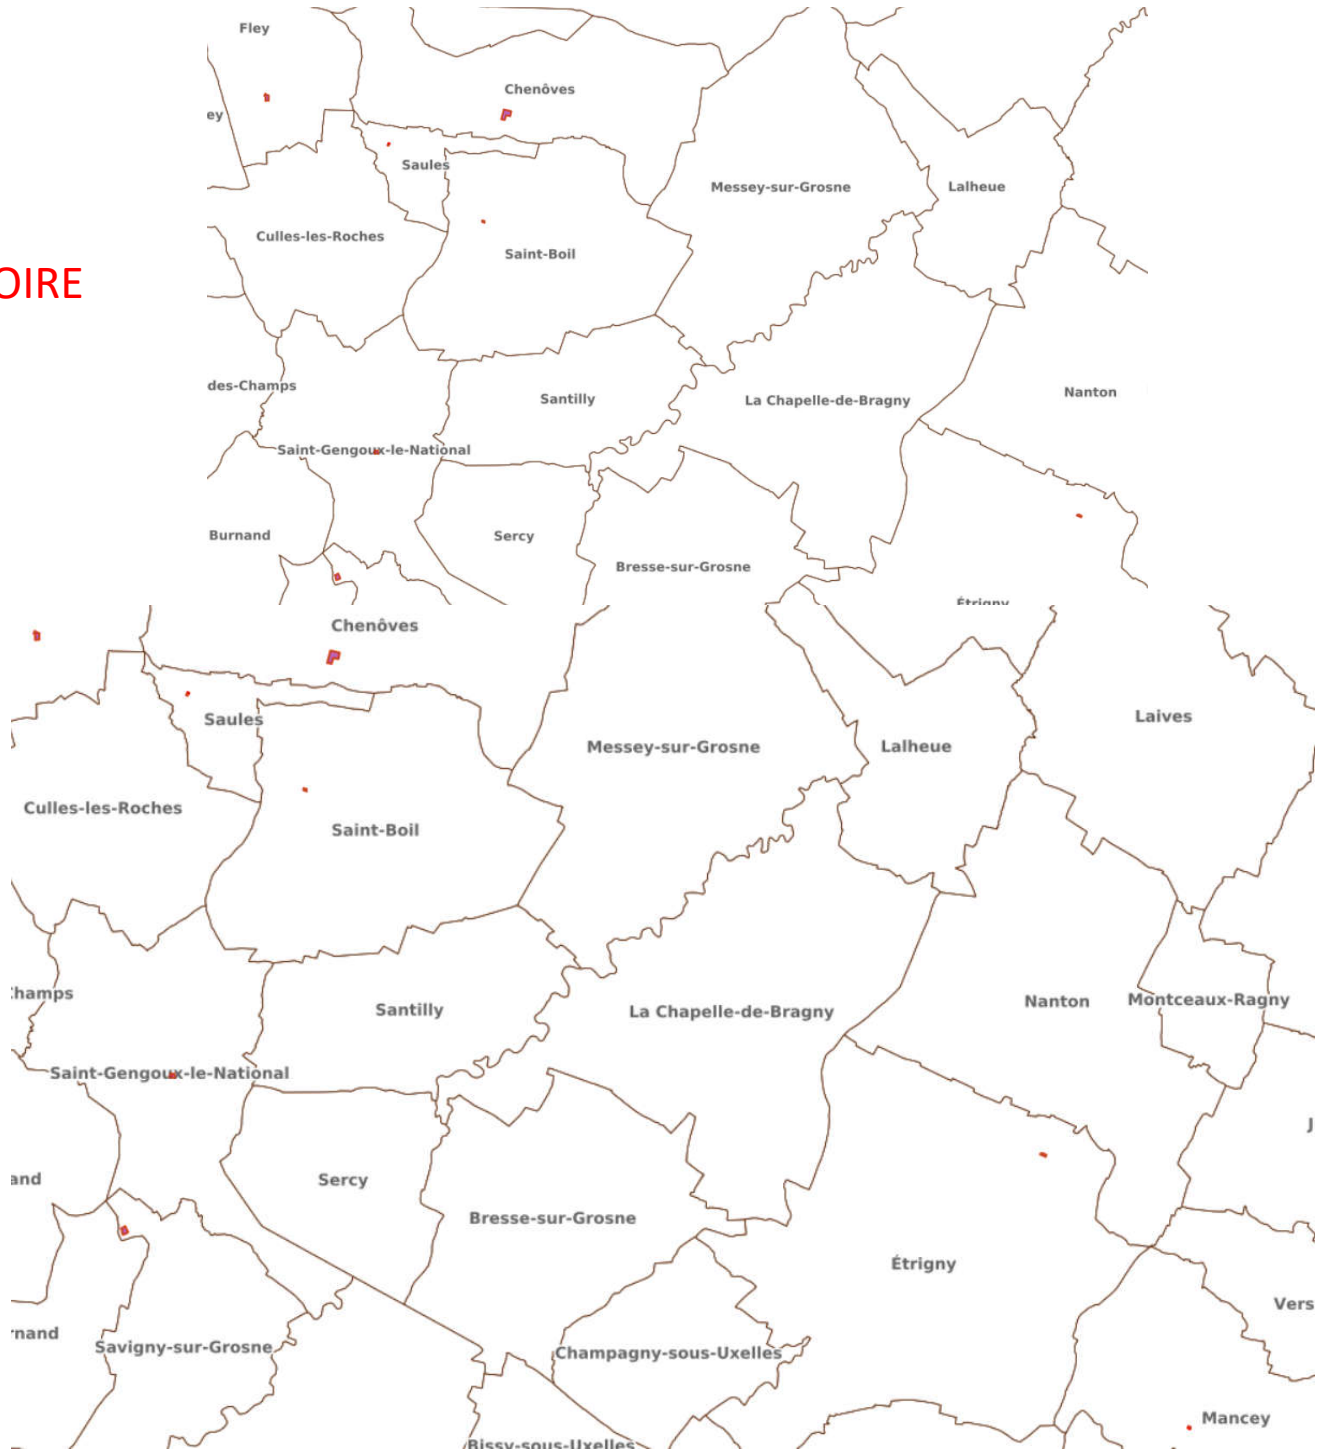 Fley
Chenôves
ey
Saules
Messey-sur-Grosne
Lalheue
Culles-les-Roches
Saint-Boil
OIRE
des-Champs
Santilly
La Chapelle-de-Bragny
Nanton
Saint-Gengoux-le-National
Burnand
Sercy
Bresse-sur-Grosne
Étrigny
Chenôves
Saules
Laives
Messey-sur-Grosne
Lalheue
Culles-les-Roches
Saint-Boil
Champs
Santilly
La Chapelle-de-Bragny
Nanton
Montceaux-Ragny
Saint-Gengoux-le-National
J
and
Sercy
Bresse-sur-Grosne
Étrigny
Vers
rnand
Savigny-sur-Grosne
Champagny-sous-Uxelles
Mancey
Bissy-sous-Uxelles